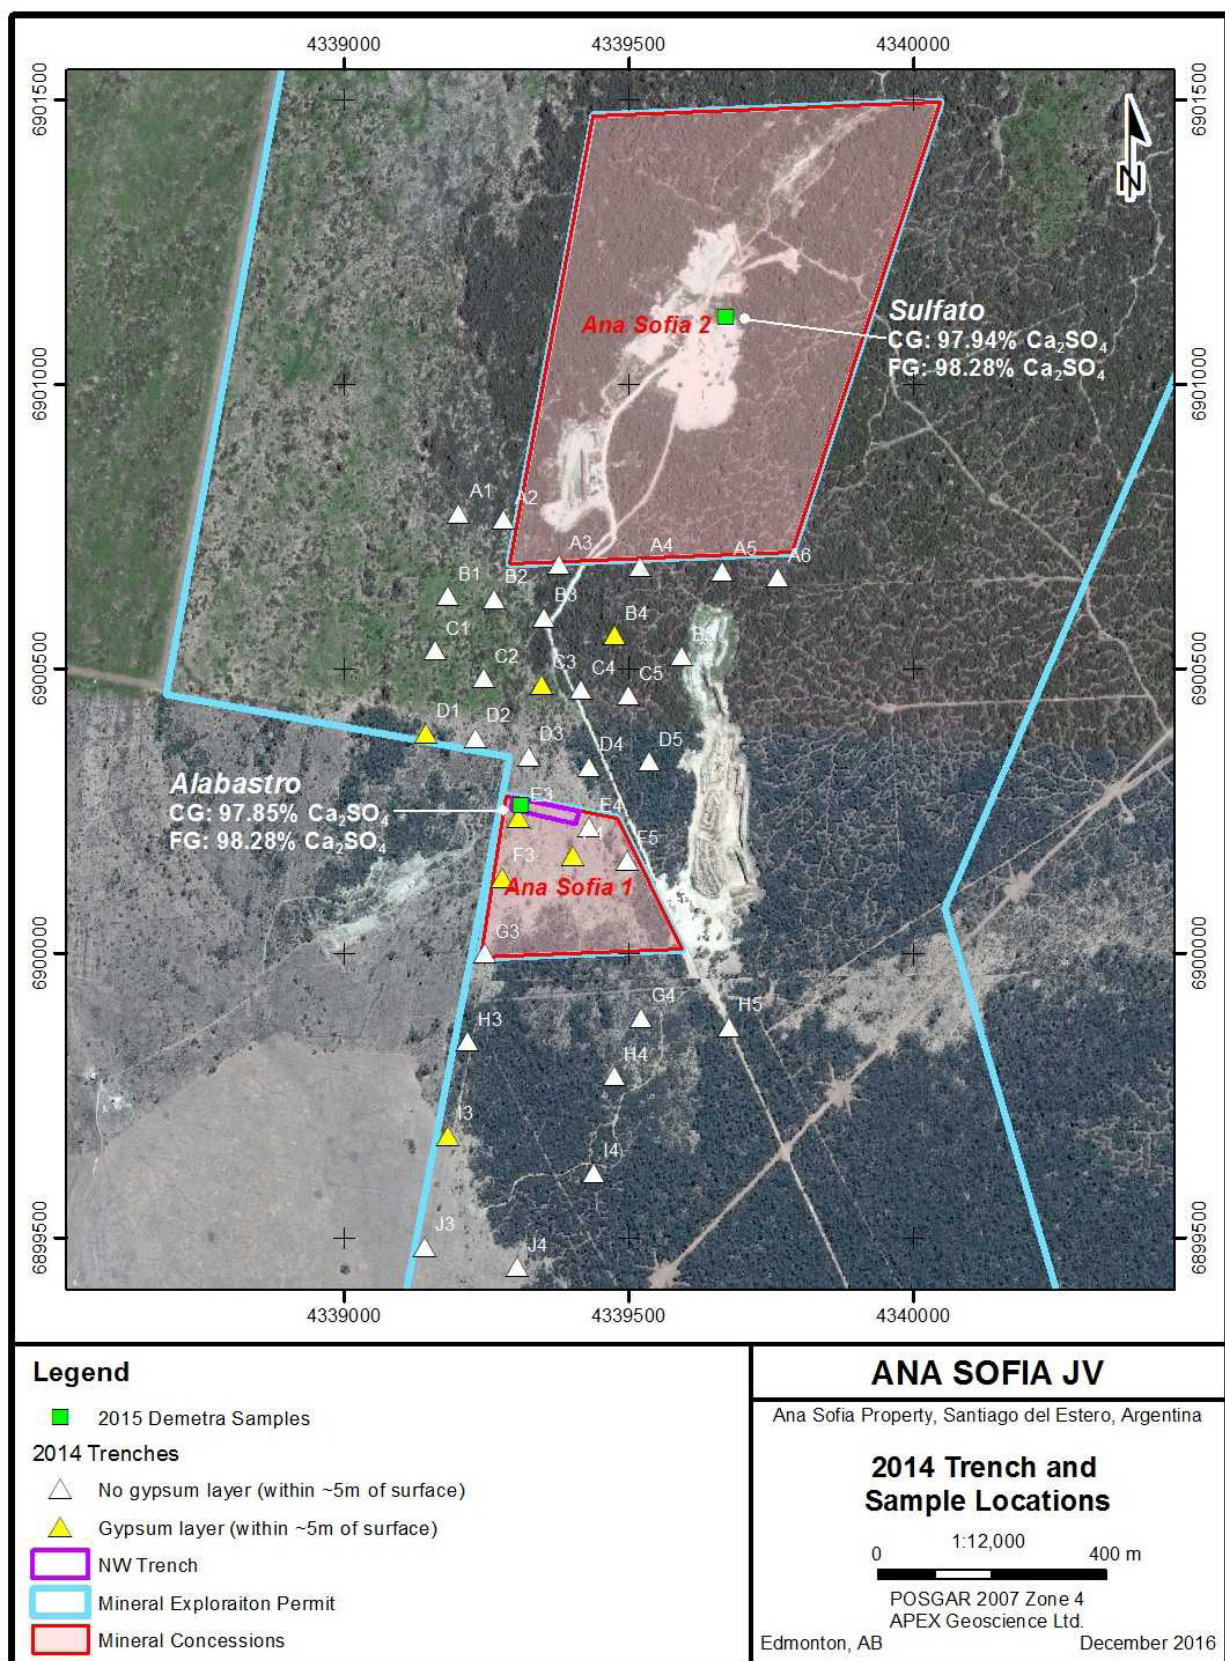 4339000
4339500
4340000
6901500
6901500
Ana Sofia 2
Sulfato
CG: 97.94% Ca₂SO₄
FG: 98.28% Ca₂SO₄
N
6901000
6901000
A1
A2
A3
A4
A5
A6
B1
B2
B3
B4
C1
C2
C3
C4
C5
6900500
6900500
D1
D2
D3
D4
D5
Alabastro
CG: 97.85% Ca₂SO₄
FG: 98.28% Ca₂SO₄
E3
E4
F3
F5
Ana Sofia 1
G3
6900000
6900000
G4
H5
H3
H4
I3
I4
J3
J4
6899500
6899500
4339000
4339500
4340000
Legend
2015 Demetra Samples
2014 Trenches
No gypsum layer (within ~5m of surface)
Gypsum layer (within ~5m of surface)
NW Trench
Mineral Exploraiton Permit
Mineral Concessions
ANA SOFIA JV
Ana Sofia Property, Santiago del Estero, Argentina
2014 Trench and
Sample Locations
1:12,000
0 400 m
POSGAR 2007 Zone 4
APEX Geoscience Ltd.
Edmonton, AB December 2016